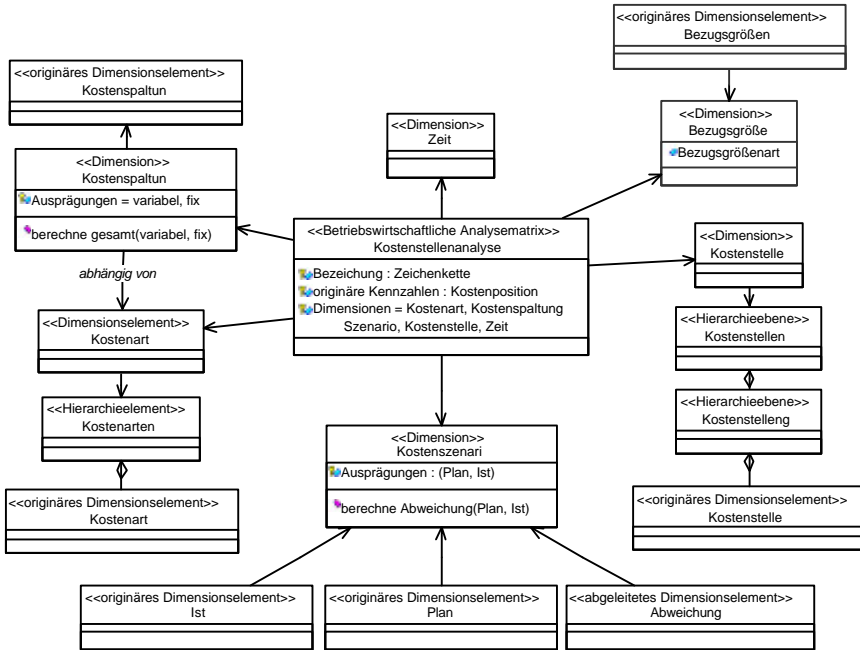 <<originäres Dimensionselement>>
Bezugsgrößen
<<originäres Dimensionselement>>
Kostenspaltun
<<Dimension>>
Zeit
<<Dimension>>
Bezugsgröße
Bezugsgrößenart
<<Dimension>>
Kostenspaltun
Ausprägungen = variabel, fix
berechne gesamt(variabel, fix)
abhängig von
<<Betriebswirtschaftliche Analysematrix>>
Kostenstellenanalyse
Bezeichung : Zeichenkette
originäre Kennzahlen : Kostenposition
Dimensionen = Kostenart, Kostenspaltung
Szenario, Kostenstelle, Zeit
<<Dimension>>
Kostenstelle
<<Dimensionselement>>
Kostenart
<<Hierarchieebene>>
Kostenstellen
<<Hierarchieelement>>
Kostenarten
<<Hierarchieebene>>
Kostenstelleng
<<Dimension>>
Kostenszenari
Ausprägungen : (Plan, Ist)
berechne Abweichung(Plan, Ist)
<<originäres Dimensionselement>>
Kostenart
<<originäres Dimensionselement>>
Kostenstelle
<<originäres Dimensionselement>>
Ist
<<originäres Dimensionselement>>
Plan
<<abgeleitetes Dimensionselement>>
Abweichung